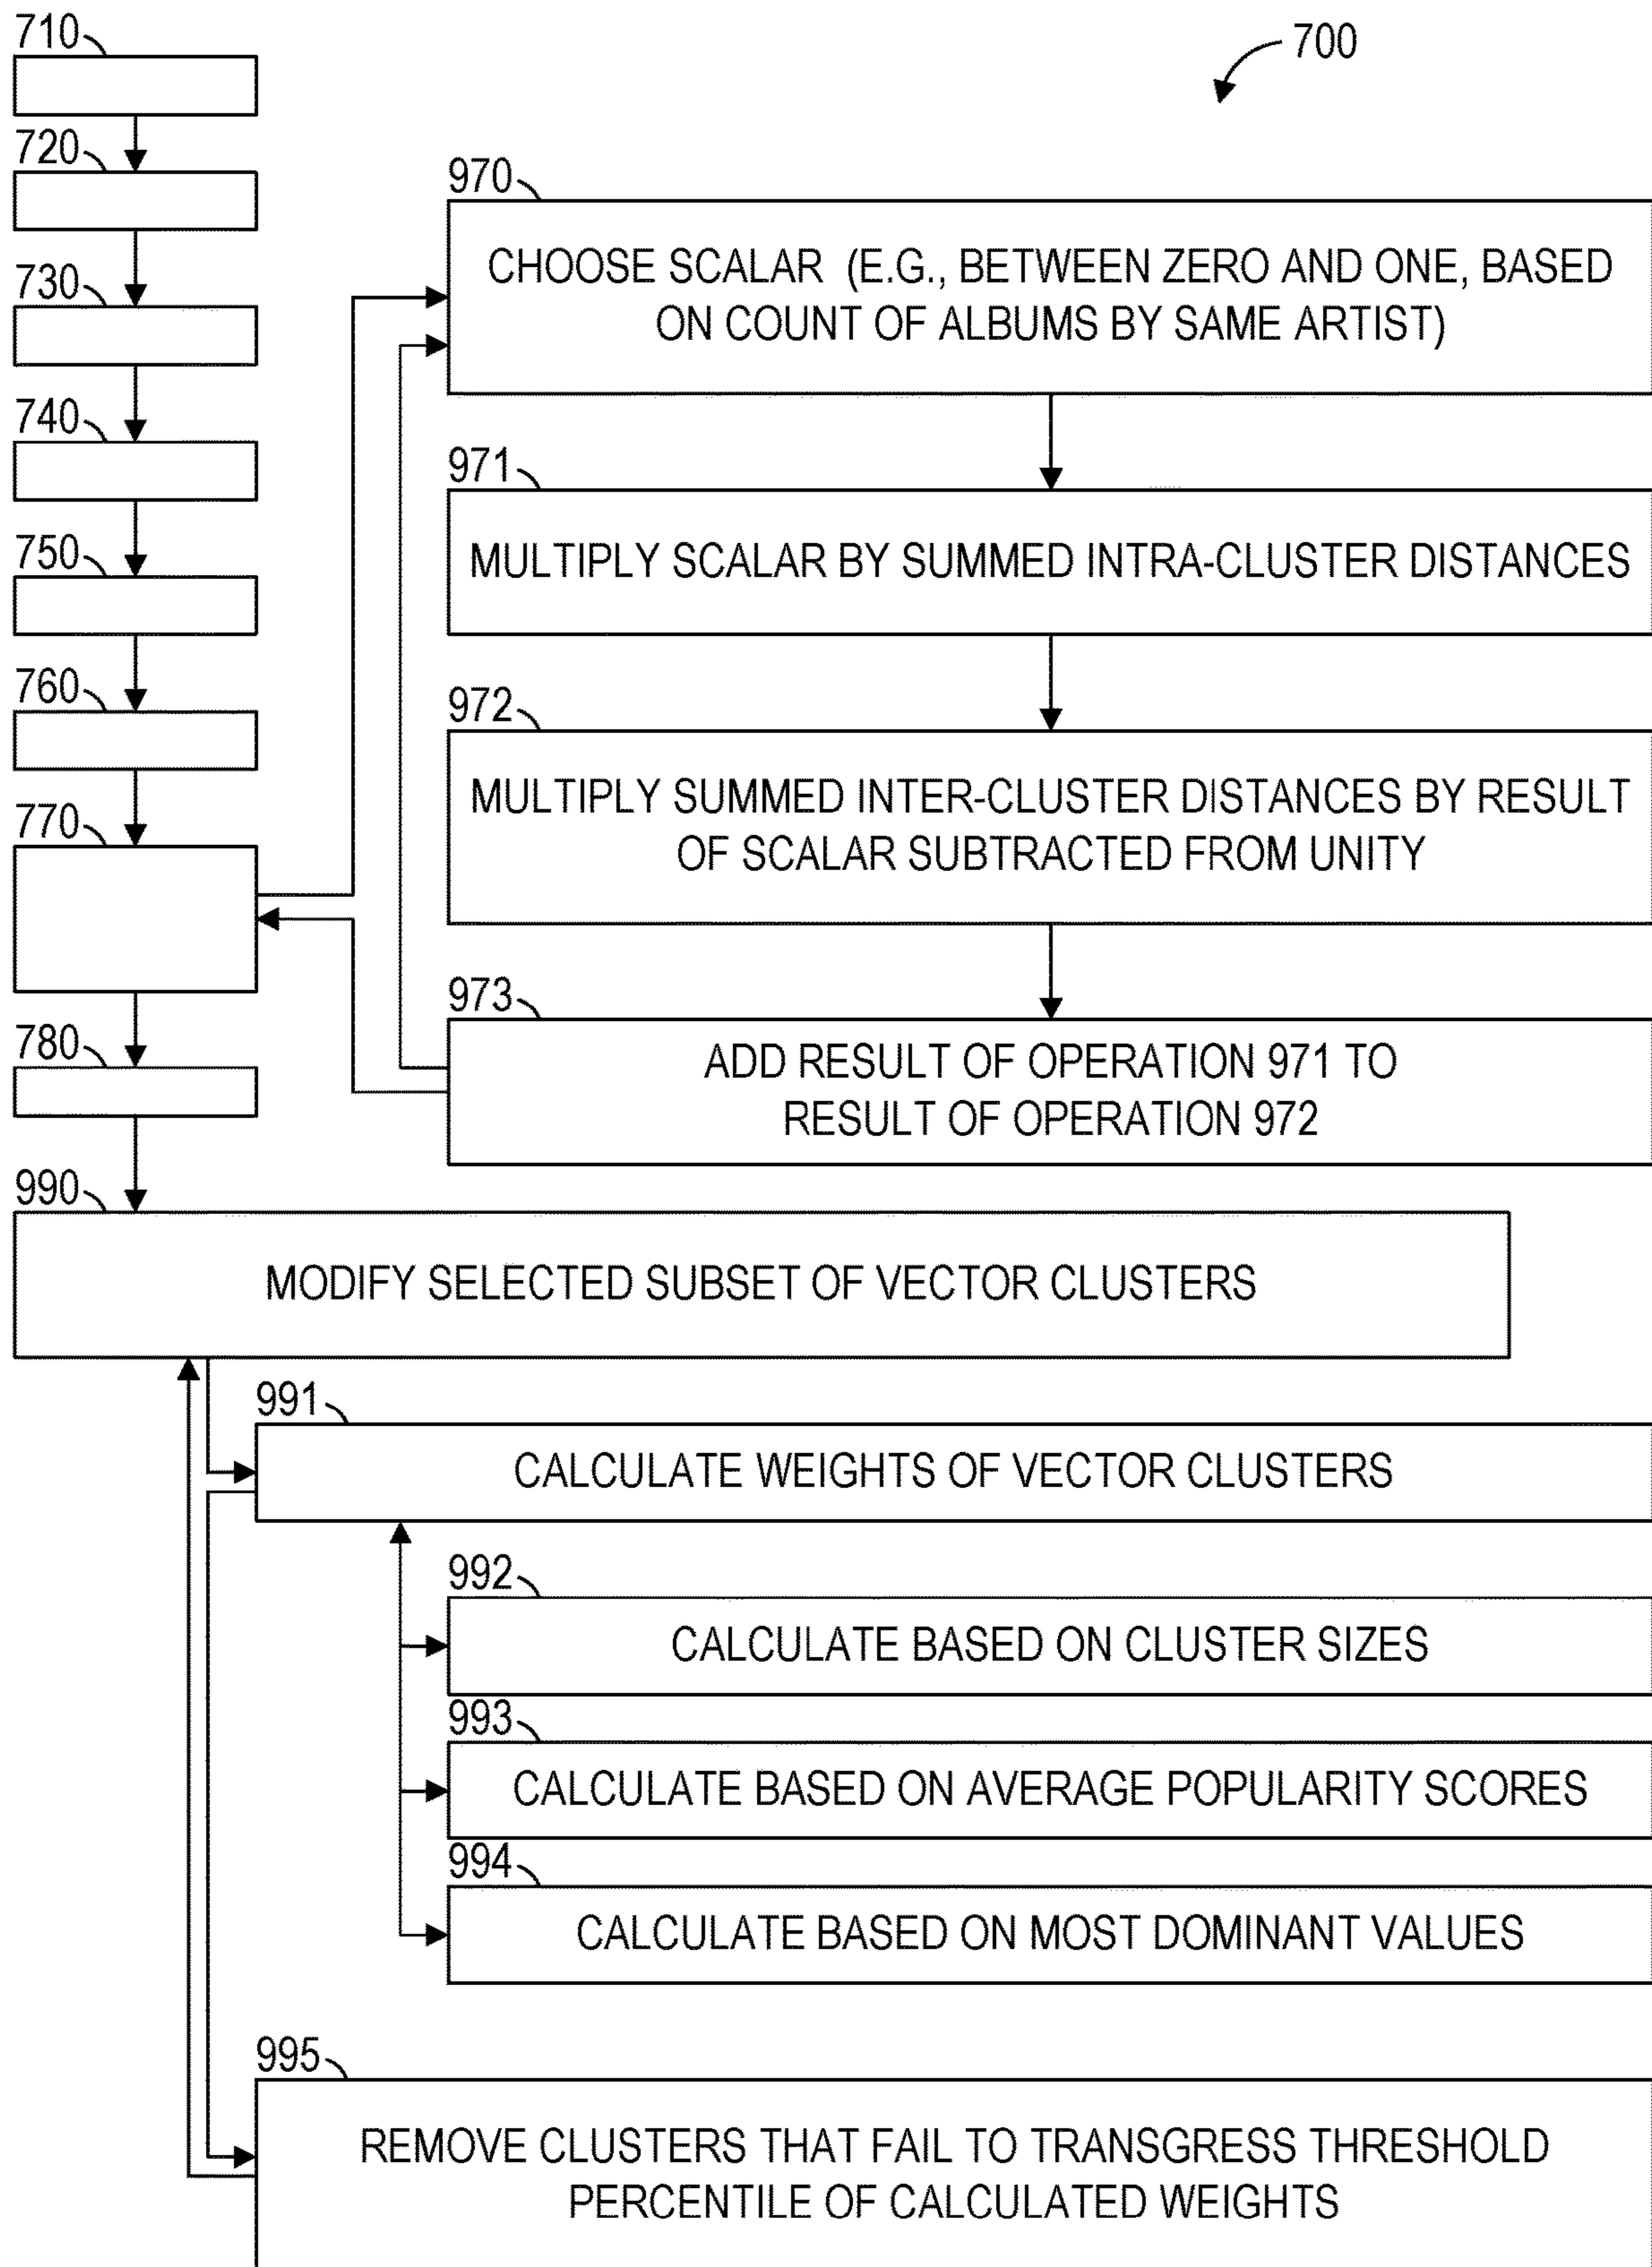 710
700
720
970
CHOOSE SCALAR (E.G., BETWEEN ZERO AND ONE, BASED
ON COUNT OF ALBUMS BY SAME ARTIST)
730
740
971
MULTIPLY SCALAR BY SUMMED INTRA-CLUSTER DISTANCES
750
760
972
MULTIPLY SUMMED INTER-CLUSTER DISTANCES BY RESULT
OF SCALAR SUBTRACTED FROM UNITY
770
973
ADD RESULT OF OPERATION 971 TO
RESULT OF OPERATION 972
780
990
MODIFY SELECTED SUBSET OF VECTOR CLUSTERS
991
CALCULATE WEIGHTS OF VECTOR CLUSTERS
992
CALCULATE BASED ON CLUSTER SIZES
993
CALCULATE BASED ON AVERAGE POPULARITY SCORES
994
CALCULATE BASED ON MOST DOMINANT VALUES
995
REMOVE CLUSTERS THAT FAIL TO TRANSGRESS THRESHOLD
PERCENTILE OF CALCULATED WEIGHTS